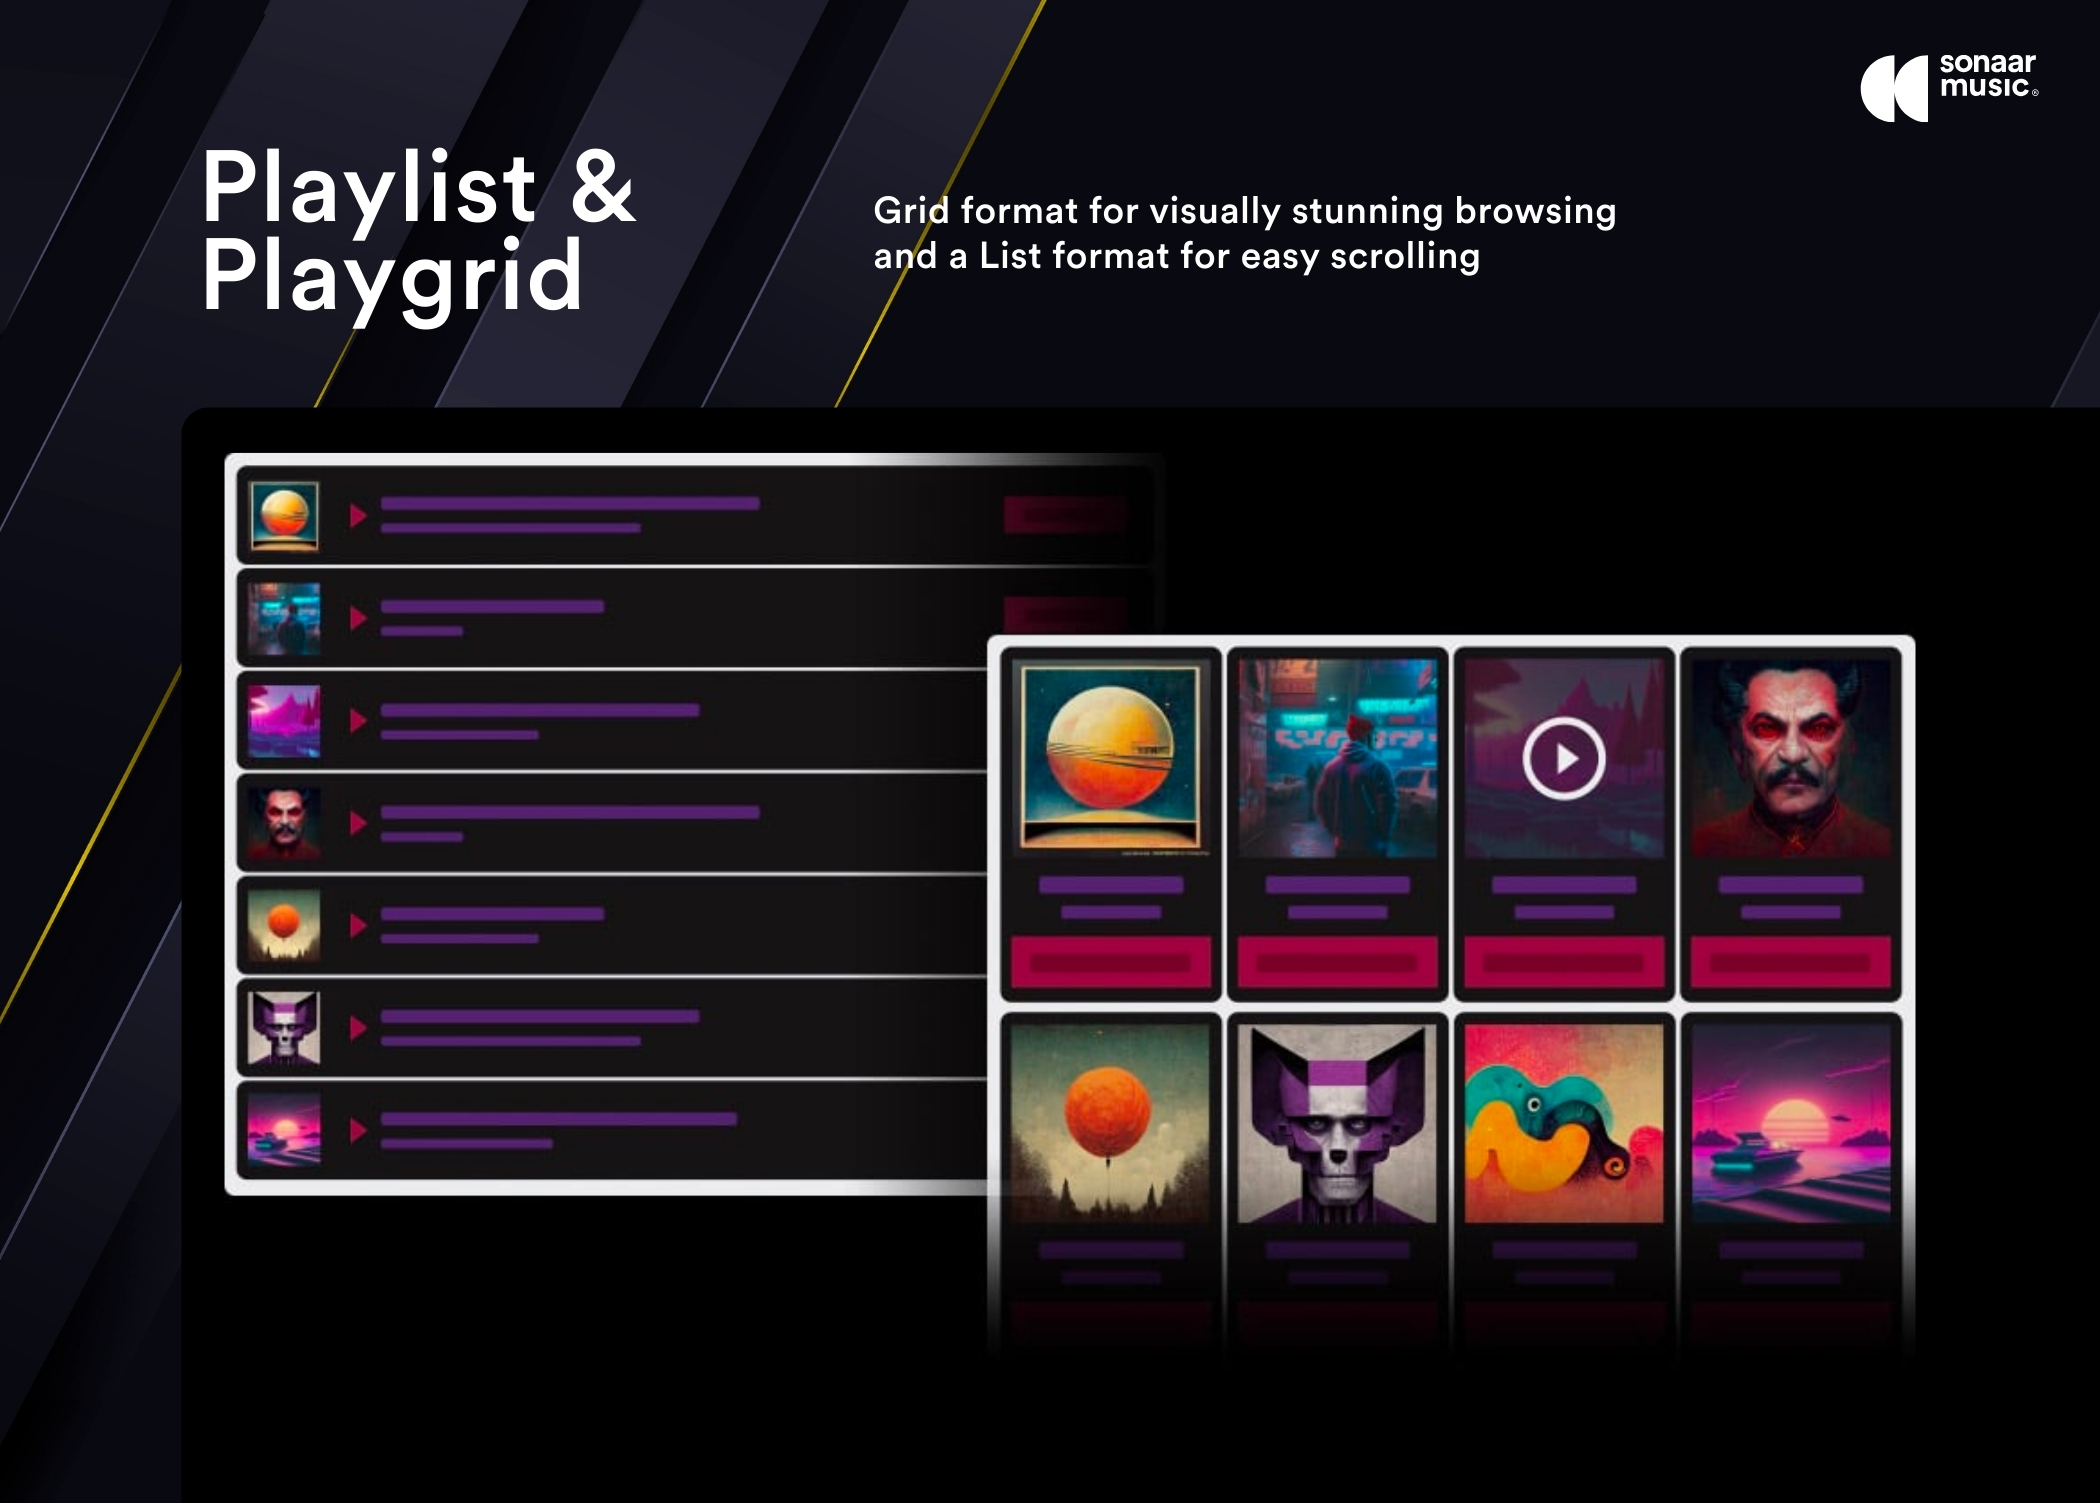 sonaar
music®
Playlist &
Playgrid
Grid format for visually stunning browsing
and a List format for easy scrolling